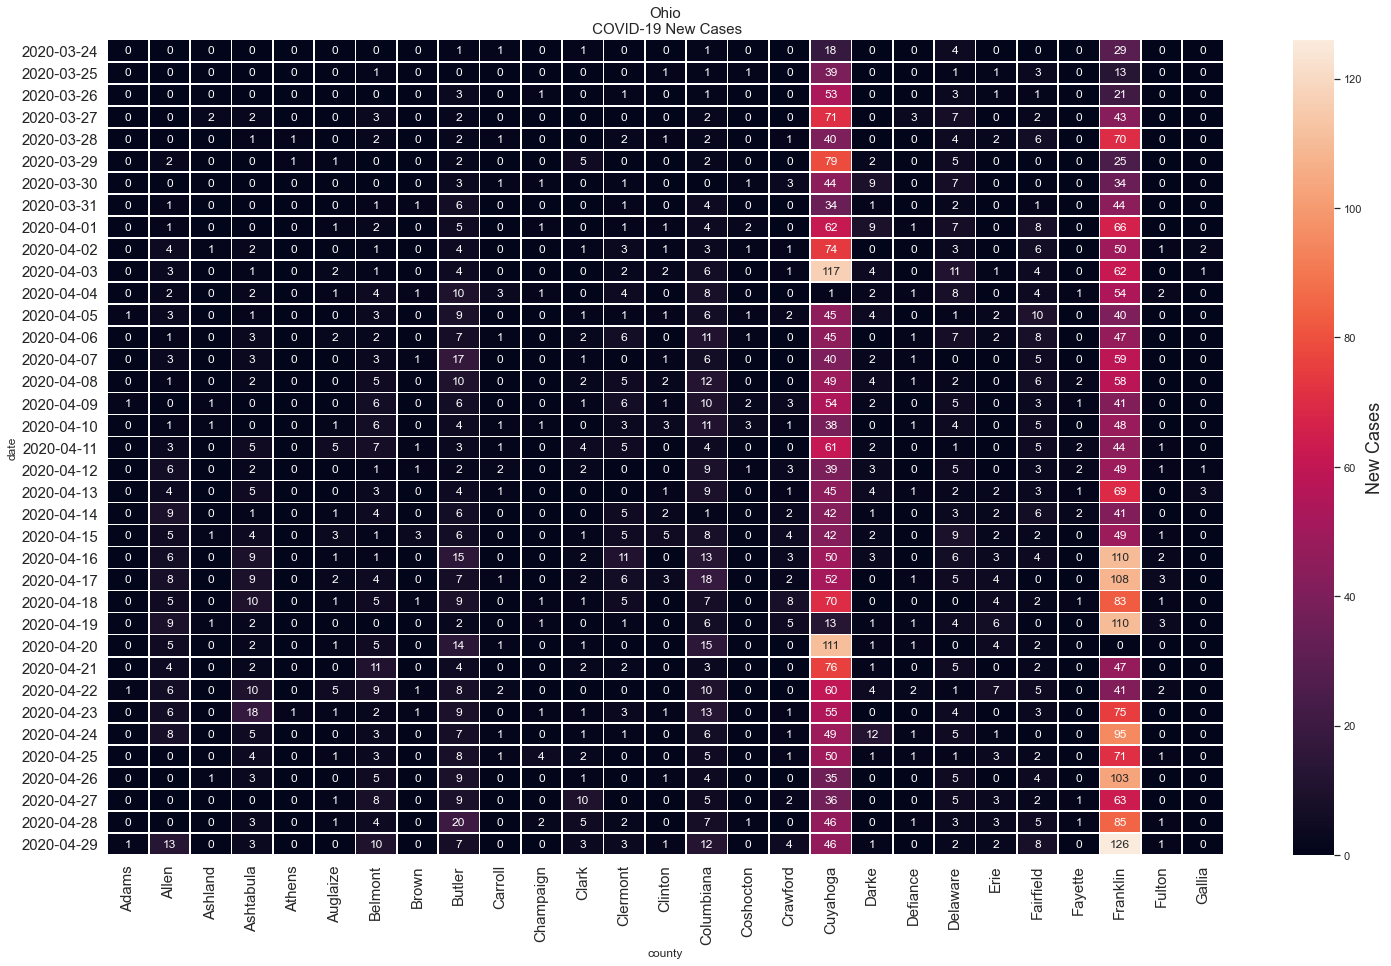 Ohio
COVID-19 New Cases
2020-03-24 0 0 0 0 0 0 0 0 1 1 0 1 0 0 1 0 0 18 0 0 4 0 0 0 29 0 0
2020-03-25 0 0 0 0 0 0 1 0 0 0 0 0 0 1 1 1 0 39 0 0 1 1 3 0 13 0 0
2020-03-26 0 0 0 0 0 0 0 0 3 0 1 0 1 0 1 0 0 53 0 0 3 1 1 0 21 0 0
2020-03-27 0 0 2 2 0 0 3 0 2 0 0 0 0 0 2 0 0 71 0 3 7 0 2 0 43 0 0
2020-03-28 0 0 0 1 1 0 2 0 2 1 0 0 2 1 2 0 1 40 0 0 4 2 6 0 70 0 0
2020-03-29 0 2 0 0 1 1 0 0 2 0 0 5 0 0 2 0 0 79 2 0 5 0 0 0 25 0 0
2020-03-30 0 0 0 0 0 0 0 0 3 1 1 0 1 0 0 1 3 44 9 0 7 0 0 0 34 0 0
2020-03-31 0 1 0 0 0 0 1 1 6 0 0 0 1 0 4 0 0 34 1 0 2 0 1 0 44 0 0
2020-04-01 0 1 0 0 0 1 2 0 5 0 1 0 1 1 4 2 0 62 9 1 7 0 8 0 66 0 0
2020-04-02 0 4 1 2 0 0 1 0 4 0 0 1 3 1 3 1 1 74 0 0 3 0 6 0 50 1 2
2020-04-03 0 3 0 1 0 2 1 0 4 0 0 0 2 2 6 0 1 117 4 0 11 1 4 0 62 0 1
2020-04-04 0 2 0 2 0 1 4 1 10 3 1 0 4 0 8 0 0 1 2 1 8 0 4 1 54 2 0
2020-04-05 1 3 0 1 0 0 3 0 9 0 0 1 1 1 6 1 2 45 4 0 1 2 10 0 40 0 0
2020-04-06 0 1 0 3 0 2 2 0 7 1 0 2 6 0 11 1 0 45 0 1 7 2 8 0 47 0 0
2020-04-07 0 3 0 3 0 0 3 1 17 0 0 1 0 1 6 0 0 40 2 1 0 0 5 0 59 0 0
2020-04-08 0 1 0 2 0 0 5 0 10 0 0 2 5 2 12 0 0 49 4 1 2 0 6 2 58 0 0
2020-04-09 1 0 1 0 0 0 6 0 6 0 0 1 6 1 10 2 3 54 2 0 5 0 3 1 41 0 0
2020-04-10 0 1 1 0 0 1 6 0 4 1 1 0 3 3 11 3 1 38 0 1 4 0 5 0 48 0 0
2020-04-11 0 3 0 5 0 5 7 1 3 1 0 4 5 0 4 0 0 61 2 0 1 0 5 2 44 1 0
2020-04-12 0 6 0 2 0 0 1 1 2 2 0 2 0 0 9 1 3 39 3 0 5 0 3 2 49 1 1
2020-04-13 0 4 0 5 0 0 3 0 4 1 0 0 0 1 9 0 1 45 4 1 2 2 3 1 69 0 3
2020-04-14 0 9 0 1 0 1 4 0 6 0 0 0 5 2 1 0 2 42 1 0 3 2 6 2 41 0 0
2020-04-15 0 5 1 4 0 3 1 3 6 0 0 1 5 5 8 0 4 42 2 0 9 2 2 0 49 1 0
2020-04-16 0 6 0 9 0 1 1 0 15 0 0 2 11 0 13 0 3 50 3 0 6 3 4 0 110 2 0
2020-04-17 0 8 0 9 0 2 4 0 7 1 0 2 6 3 18 0 2 52 0 1 5 4 0 0 108 3 0
2020-04-18 0 5 0 10 0 1 5 1 9 0 1 1 5 0 7 0 8 70 0 0 0 4 2 1 83 1 0
2020-04-19 0 9 1 2 0 0 0 0 2 0 1 0 1 0 6 0 5 13 1 1 4 6 0 0 110 3 0
2020-04-20 0 5 0 2 0 1 5 0 14 1 0 1 0 0 15 0 0 111 1 1 0 4 2 0 0 0 0
2020-04-21 0 4 0 2 0 0 11 0 4 0 0 2 2 0 3 0 0 76 1 0 5 0 2 0 47 0 0
2020-04-22 1 6 0 10 0 5 9 1 8 2 0 0 0 0 10 0 0 60 4 2 1 7 5 0 41 2 0
2020-04-23 0 6 0 18 1 1 2 1 9 0 1 1 3 1 13 0 1 55 0 0 4 0 3 0 75 0 0
2020-04-24 0 8 0 5 0 0 3 0 7 1 0 1 1 0 6 0 1 49 12 1 5 1 0 0 95 0 0
2020-04-25 0 0 0 4 0 1 3 0 8 1 4 2 0 0 5 0 1 50 1 1 1 3 2 0 71 1 0
2020-04-26 0 0 1 3 0 0 5 0 9 0 0 1 0 1 4 0 0 35 0 0 5 0 4 0 103 0 0
2020-04-27 0 0 0 0 0 1 8 0 9 0 0 10 0 0 5 0 2 36 0 0 5 3 2 1 63 0 0
2020-04-28 0 0 0 3 0 1 4 0 20 0 2 5 2 0 7 1 0 46 0 1 3 3 5 1 85 1 0
2020-04-29 1 13 0 3 0 0 10 0 7 0 0 3 3 1 12 0 4 46 1 0 2 2 8 0 126 1 0
date
Adams Allen Ashland Ashtabula Athens Auglaize Belmont Brown Butler Carroll Champaign Clark Clermont Clinton Columbiana Coshocton Crawford Cuyahoga Darke Defiance Delaware Erie Fairfield Fayette Franklin Fulton Gallia
county
120
100
80
60
40
20
0
New Cases